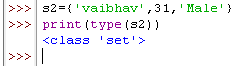 >>> s2={'vaibhav',31,'Male'}
>>> print(type(s2))
<class 'set'>
>>>